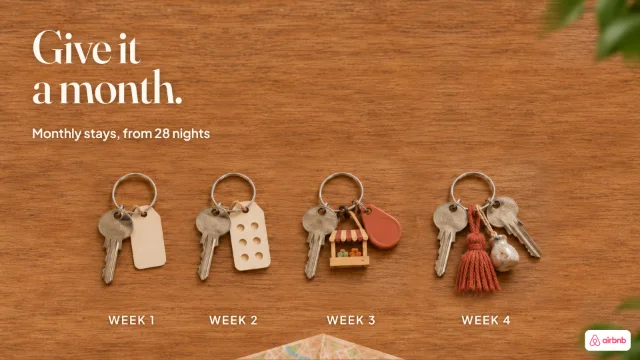 Give it
a month.
Monthly stays, from 28 nights
WEEK 1
WEEK 2
WEEK 3
WEEK 4
airbnb